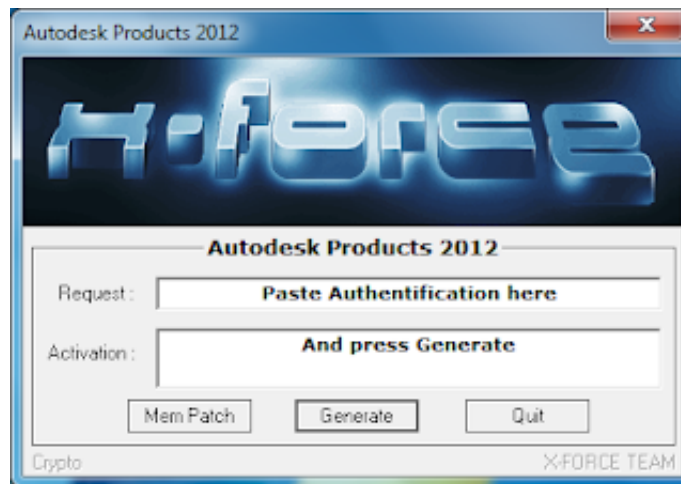 Autodesk Products 2012
x-force
Autodesk Products 2012
Request :
Paste Authentification here
Activation :
And press Generate
Mem Patch
Generate
Quit
Crypto
X-FORCE TEAM